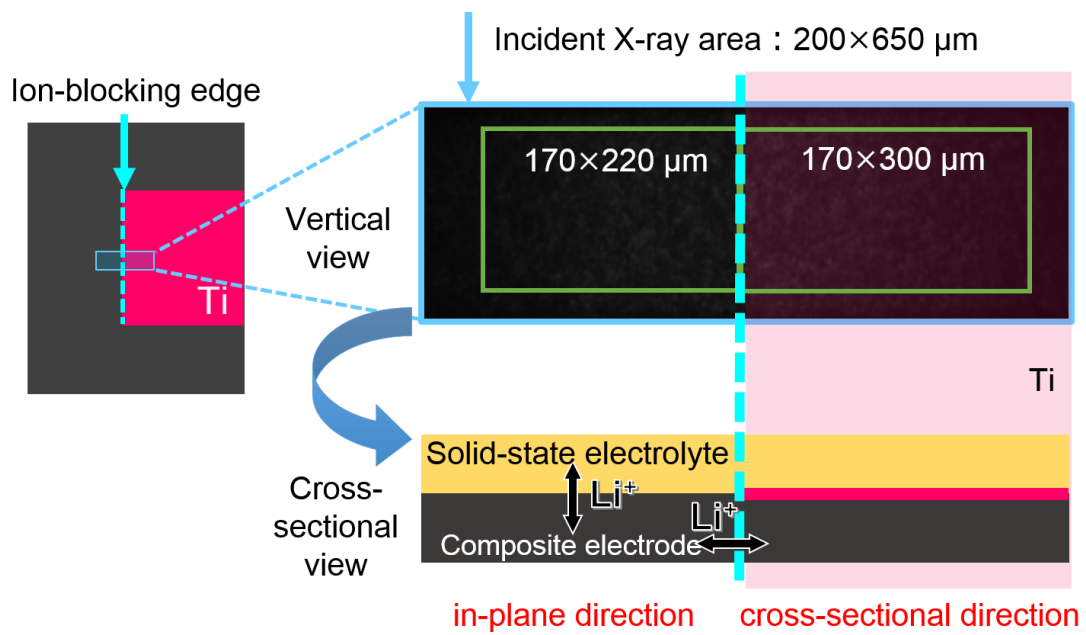 Incident X-ray area : 200×650 μm
Ion-blocking edge
170×220 μm
170×300 μm
Vertical
view
Ti
Ti
Solid-state electrolyte
Li⁺
Cross-
sectional
view
Li⁺
Composite electrode
in-plane direction
cross-sectional direction